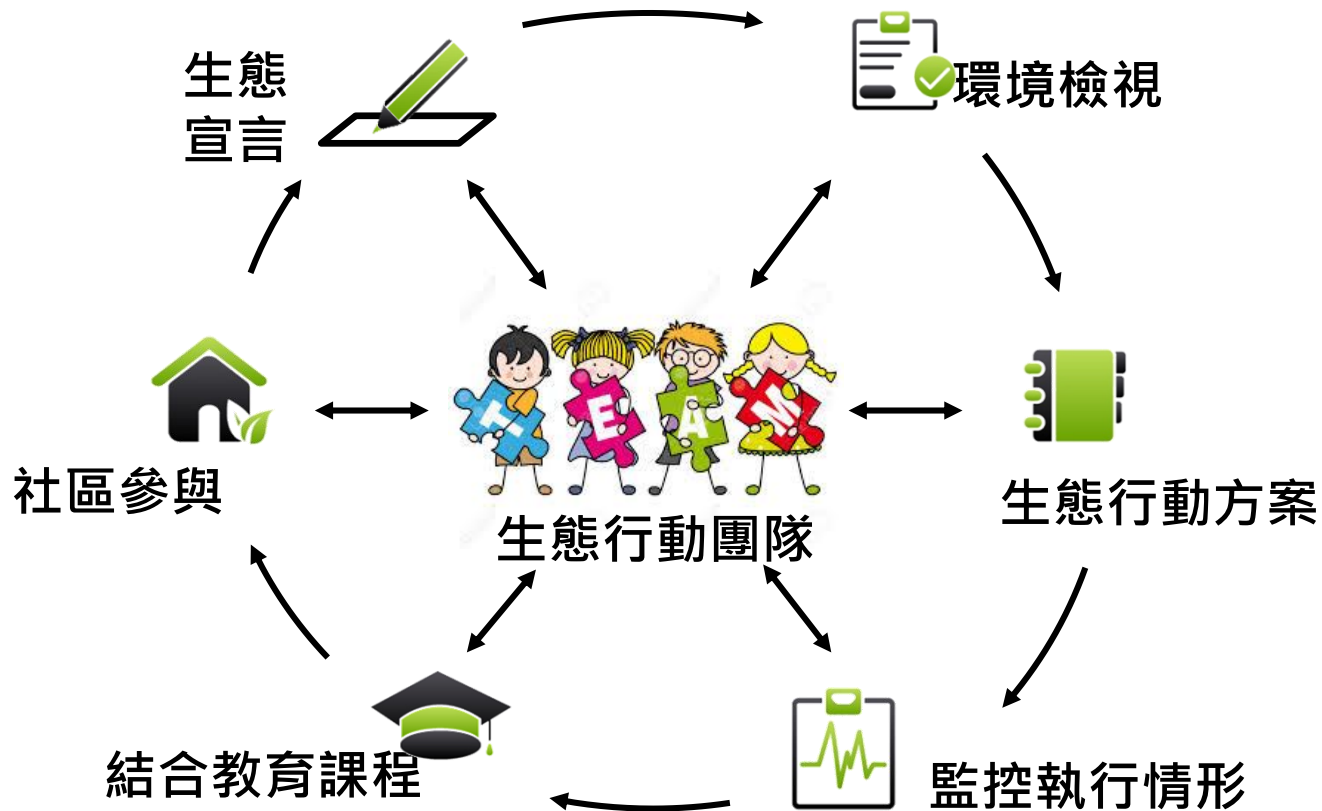 生態
宣言
環境檢視
T E A M
社區參與
生態行動方案
生態行動團隊
結合教育課程
監控執行情形